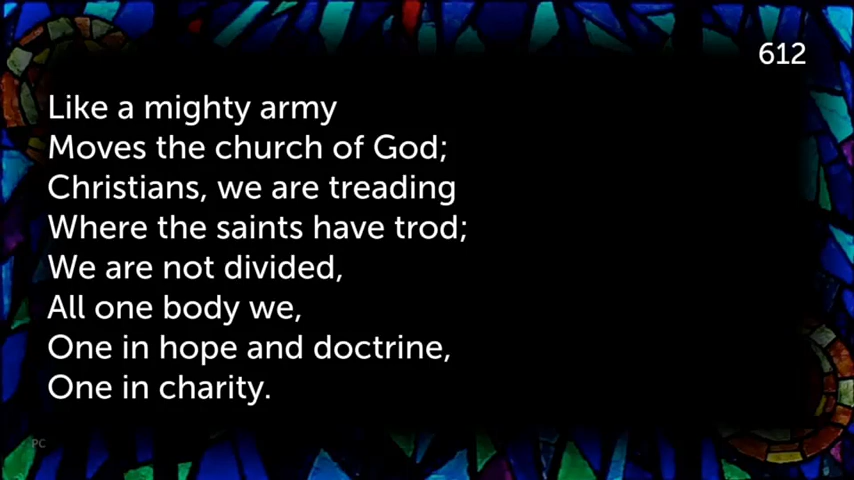 612
Like a mighty army
Moves the church of God;
Christians, we are treading
Where the saints have trod;
We are not divided,
All one body we,
One in hope and doctrine,
One in charity.
PC